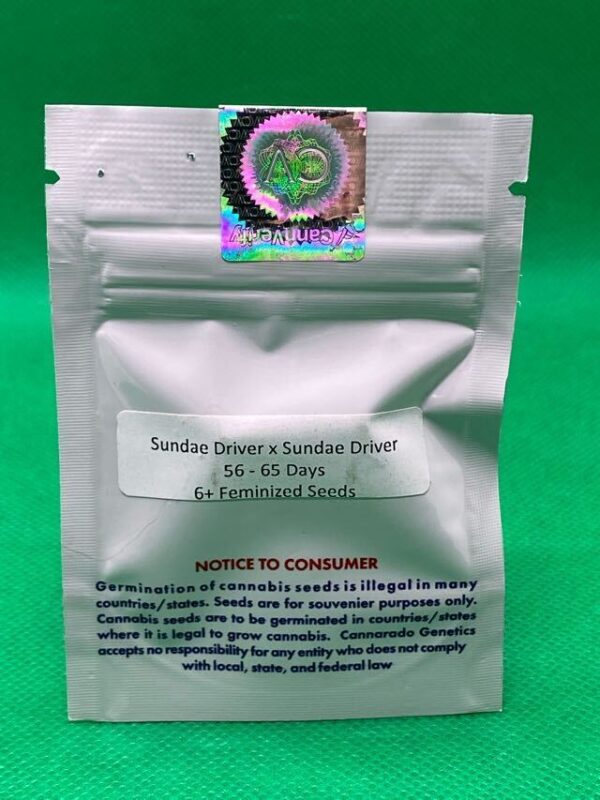 CannVerify
Sundae Driver x Sundae Driver
56 - 65 Days
6+ Feminized Seeds
NOTICE TO CONSUMER
Germination of cannabis seeds is illegal in many
countries/states. Seeds are for souvenier purposes only.
Cannabis seeds are to be germinated in countries/states
where it is legal to grow cannabis. Cannarado Genetics
accepts no responsibility for any entity who does not comply
with local, state, and federal law